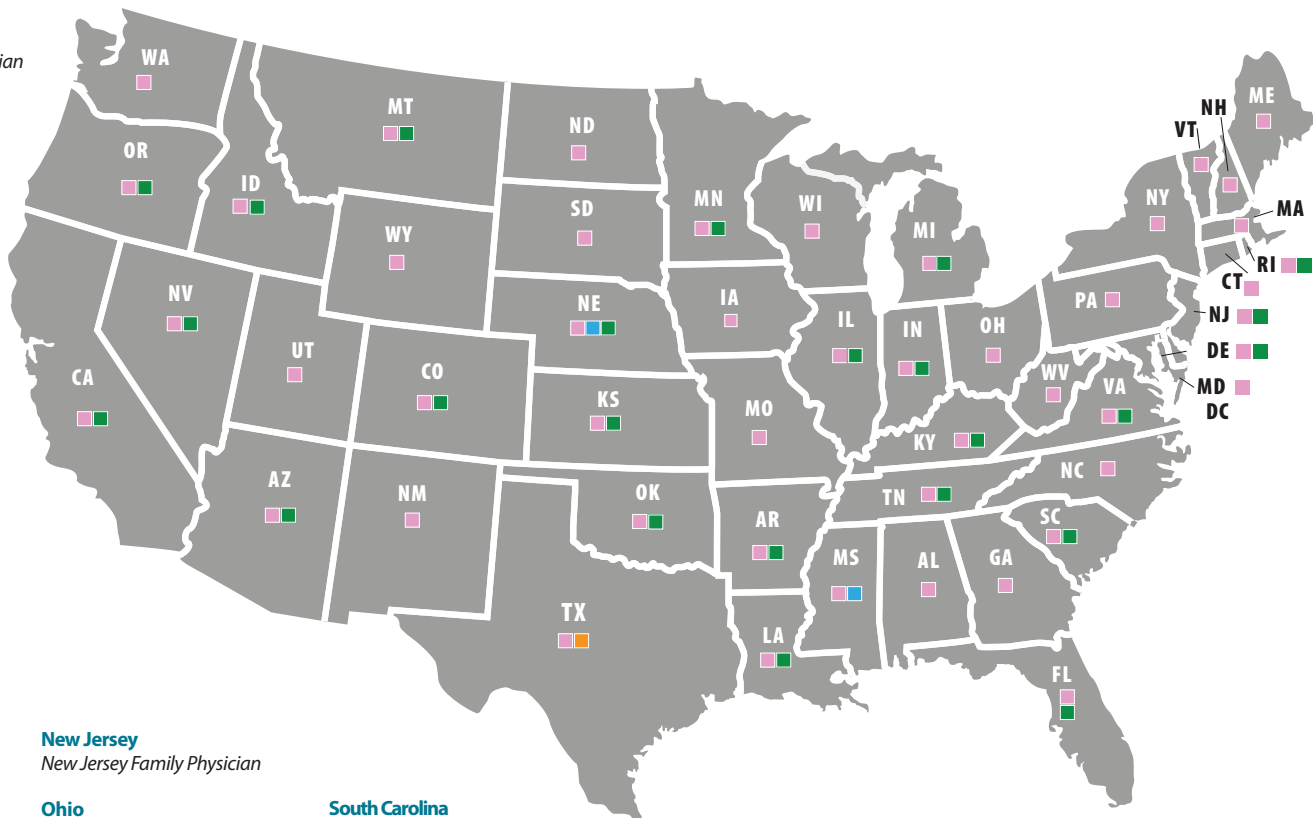 ian
WA
MT
ND
OR
ID
MN
SD
WI
WY
MI
NV
NE
IA
UT
CO
IL
IN
OH
PA
NY
VT
NH
ME
MA
RI
CT
NJ
DE
MD
DC
WV
VA
CA
KS
MO
KY
AZ
NM
OK
TN
NC
AR
SC
MS
AL
GA
TX
LA
FL
New Jersey
New Jersey Family Physician
Ohio
South Carolina